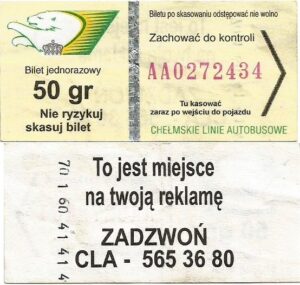 Bilet jednorazowy
50 gr
Nie ryzykuj
skasuj bilet
Biletu po skasowaniu odstępować nie wolno
Zachować do kontroli
AA0272434
Tu kasować
zaraz po wejściu do pojazdu
CHEŁMSKIE LINIE AUTOBUSOWE
70 1 60 41 41 4
To jest miejsce
na twoją reklamę
ZADZWOŃ
CLA - 565 36 80